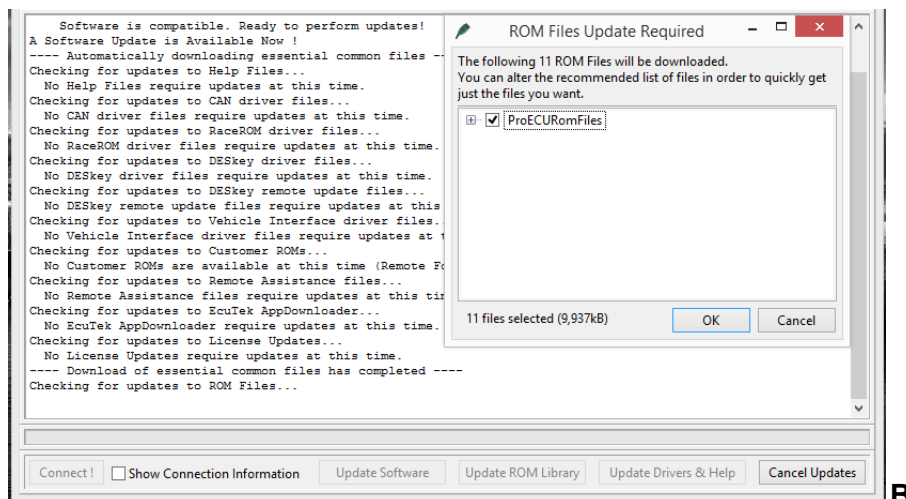 Software is compatible. Ready to perform updates!
A Software Update is Available Now !
---- Automatically downloading essential common files --
Checking for updates to Help Files...
No Help Files require updates at this time.
Checking for updates to CAN driver files...
No CAN driver files require updates at this time.
Checking for updates to RaceROM driver files...
No RaceROM driver files require updates at this time.
Checking for updates to DESkey driver files...
No DESkey driver files require updates at this time.
Checking for updates to DESkey remote update files...
No DESkey remote update files require updates at this
Checking for updates to Vehicle Interface driver files..
No Vehicle Interface driver files require updates at
Checking for updates to Customer ROMs...
No Customer ROMs are available at this time (Remote
Checking for updates to Remote Assistance files...
No Remote Assistance files require updates at this
Checking for updates to EcuTek AppDownloader...
No EcuTek AppDownloader require updates at this time.
Checking for updates to License Updates...
No License Updates require updates at this time.
---- Download of essential common files has completed ----
Checking for updates to ROM Files...
ROM Files Update Required
The following 11 ROM Files will be downloaded.
You can alter the recommended list of files in order to quickly get
just the files you want.
ProECURomFiles
11 files selected (9,937kB)
OK
Cancel
Connect !
Show Connection Information
Update Software
Update ROM Library
Update Drivers & Help
Cancel Updates